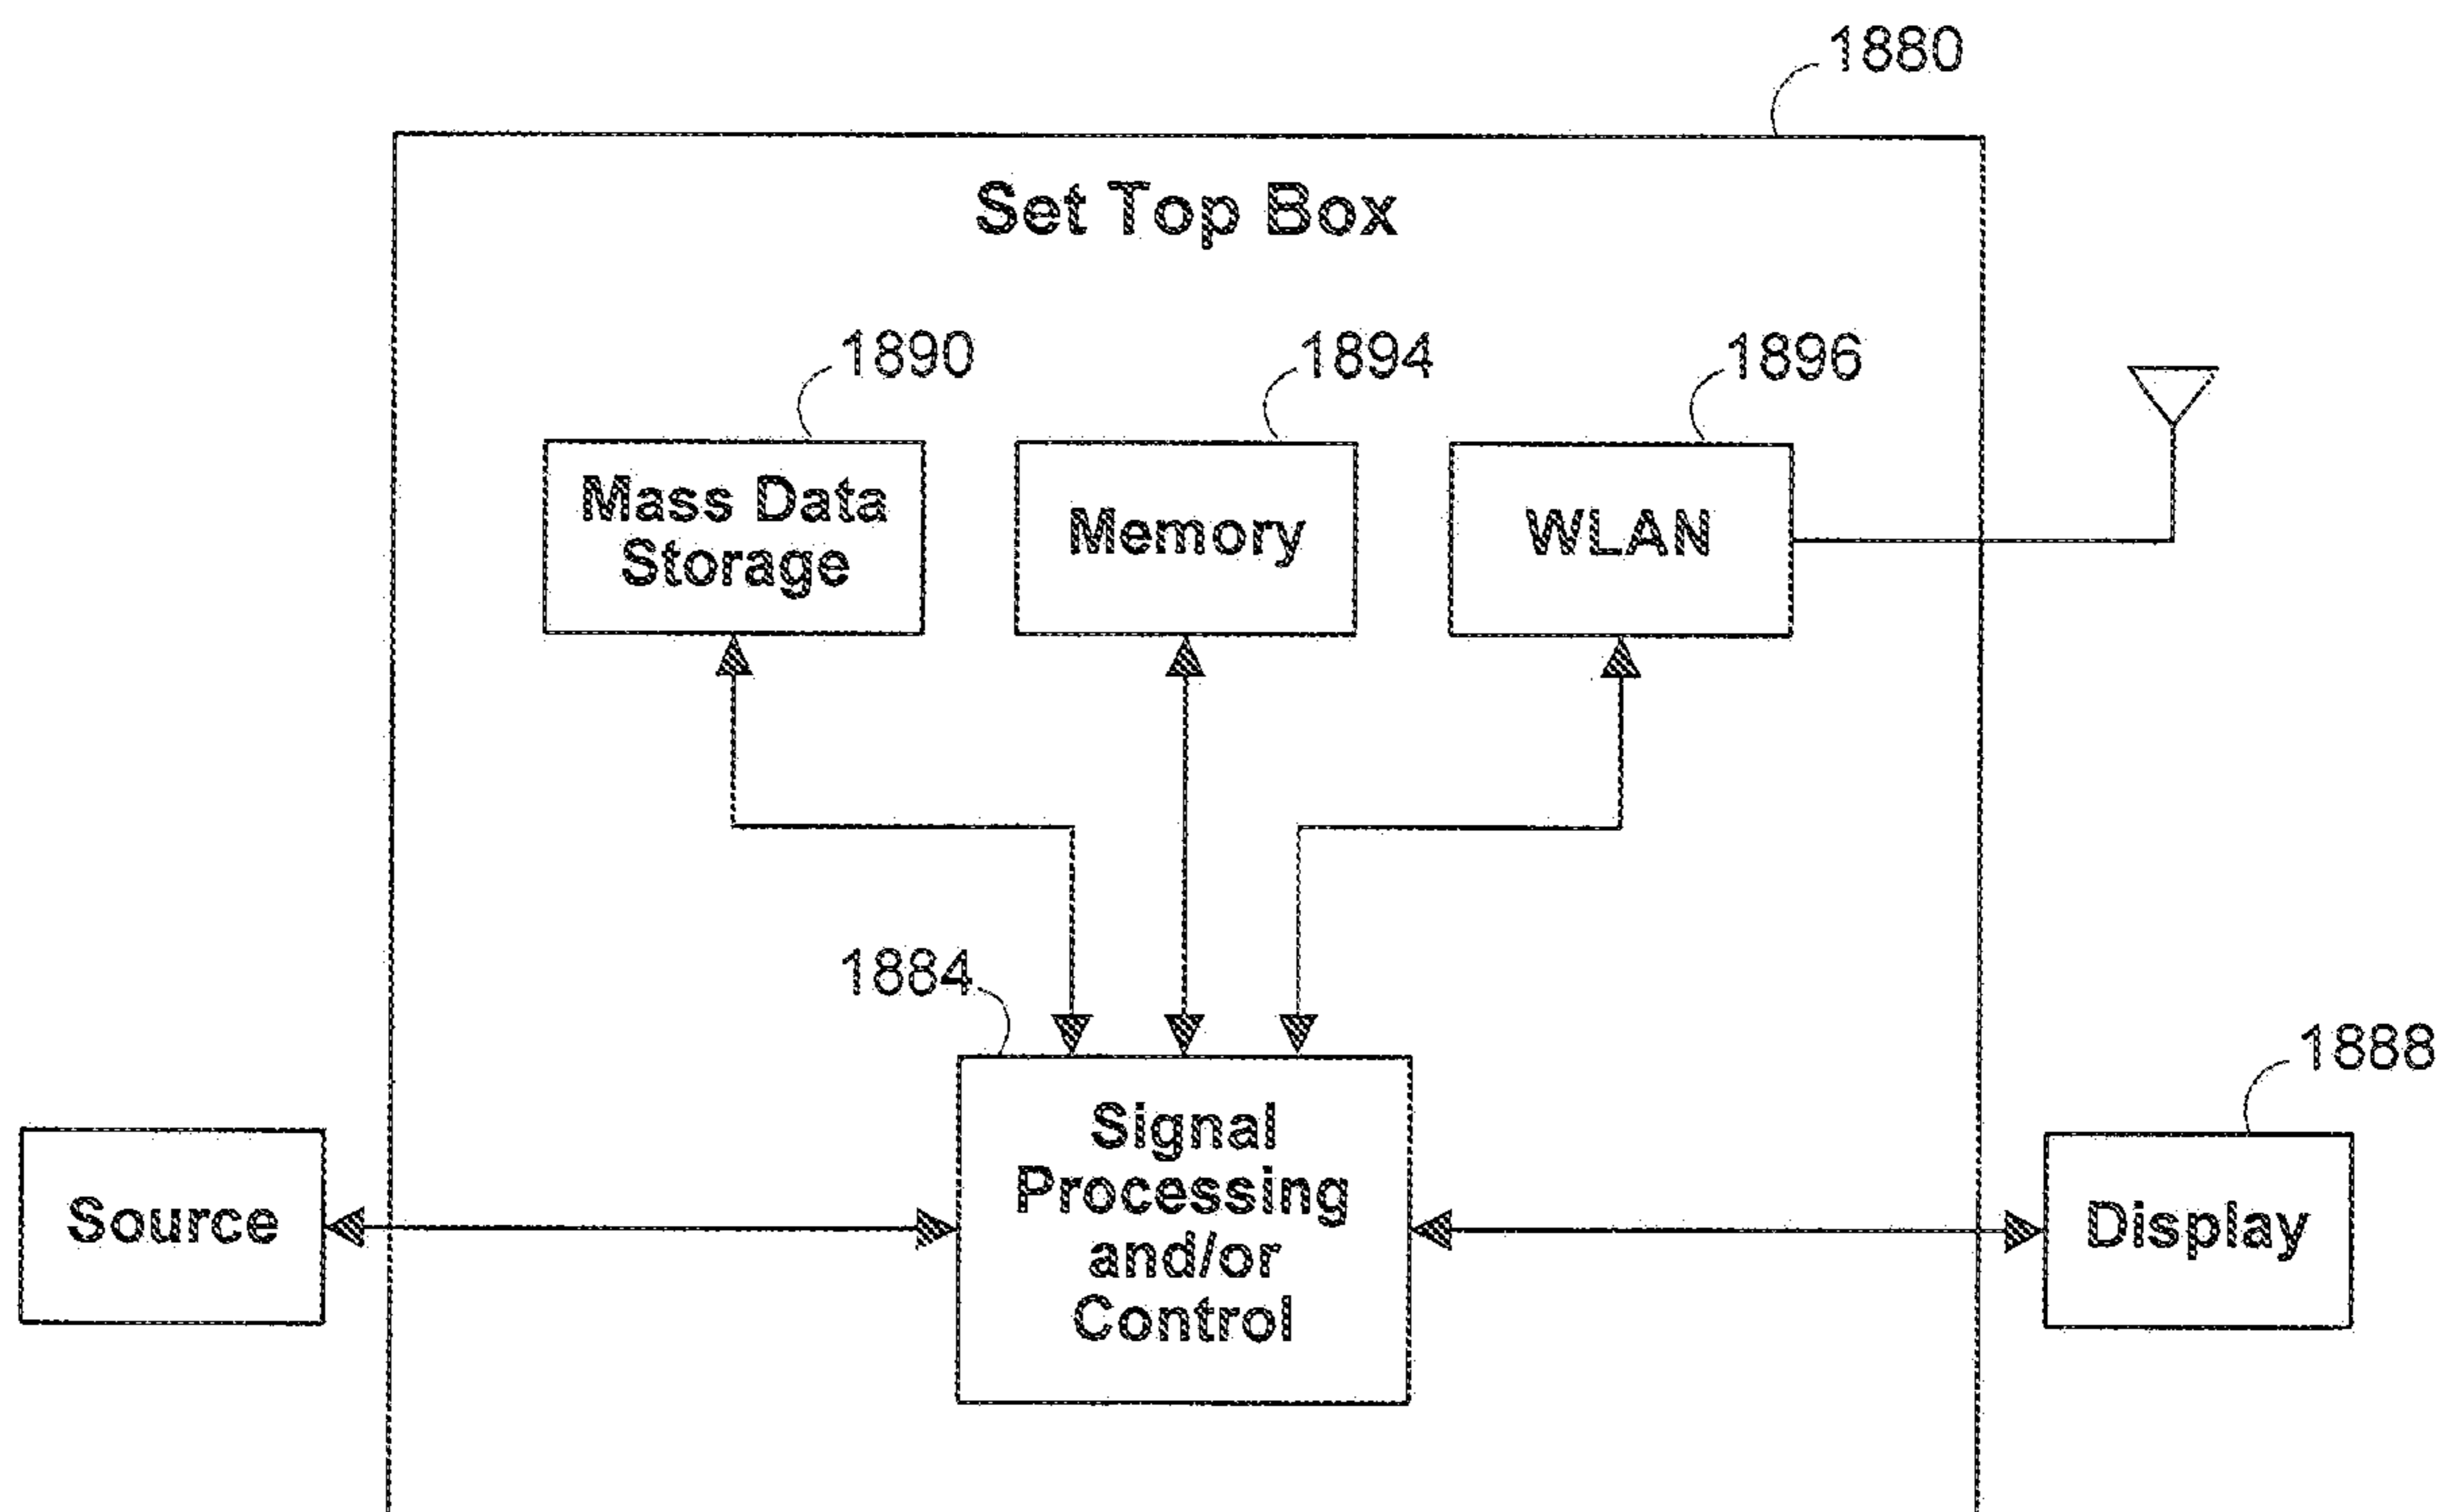 1880
Set Top Box
1890
1894
1896
Mass Data
Storage
Memory
WLAN
1884
1888
Signal
Processing
and/or
Control
Source
Display